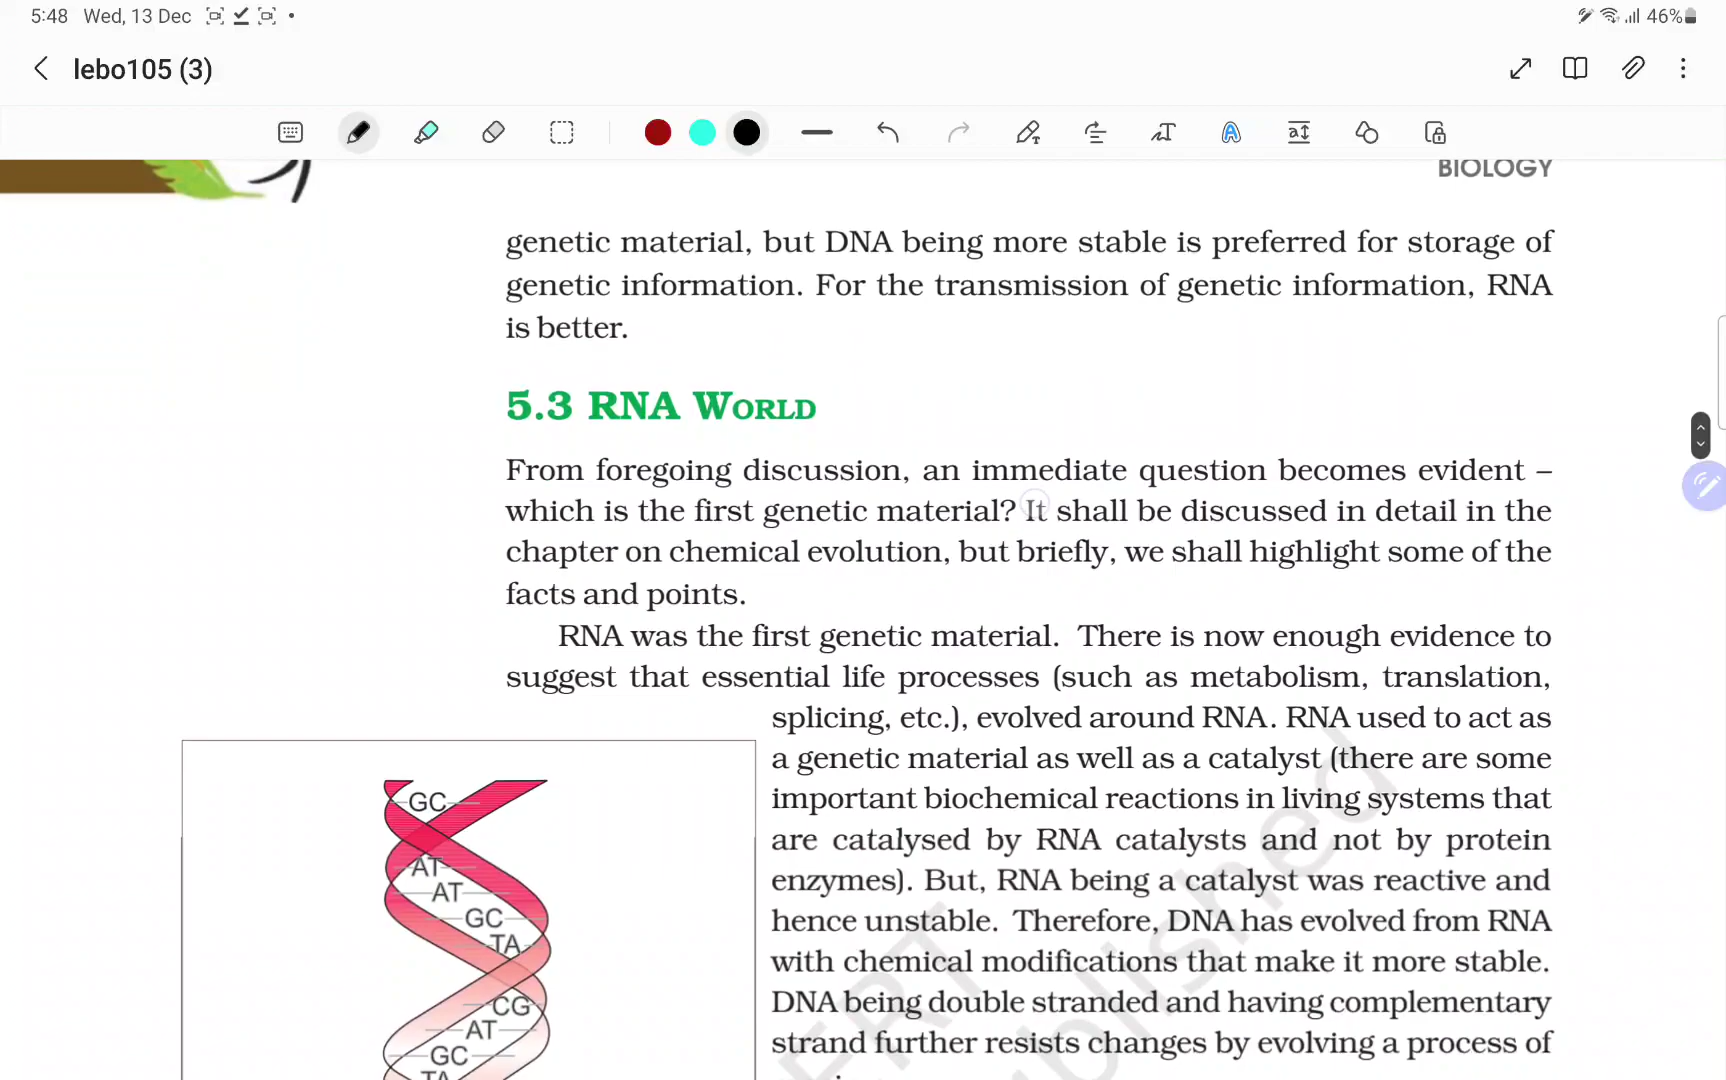 5:48 Wed, 13 Dec 46%
lebo105 (3)
BIOLOGY
genetic material, but DNA being more stable is preferred for storage of
genetic information. For the transmission of genetic information, RNA
is better.
5.3 RNA WORLD
From foregoing discussion, an immediate question becomes evident –
which is the first genetic material? It shall be discussed in detail in the
chapter on chemical evolution, but briefly, we shall highlight some of the
facts and points.
RNA was the first genetic material. There is now enough evidence to
suggest that essential life processes (such as metabolism, translation,
splicing, etc.), evolved around RNA. RNA used to act as
a genetic material as well as a catalyst (there are some
important biochemical reactions in living systems that
are catalysed by RNA catalysts and not by protein
enzymes). But, RNA being a catalyst was reactive and
hence unstable. Therefore, DNA has evolved from RNA
with chemical modifications that make it more stable.
DNA being double stranded and having complementary
strand further resists changes by evolving a process of
GC
AT
AT
GC
TA
CG
AT
GC
TA